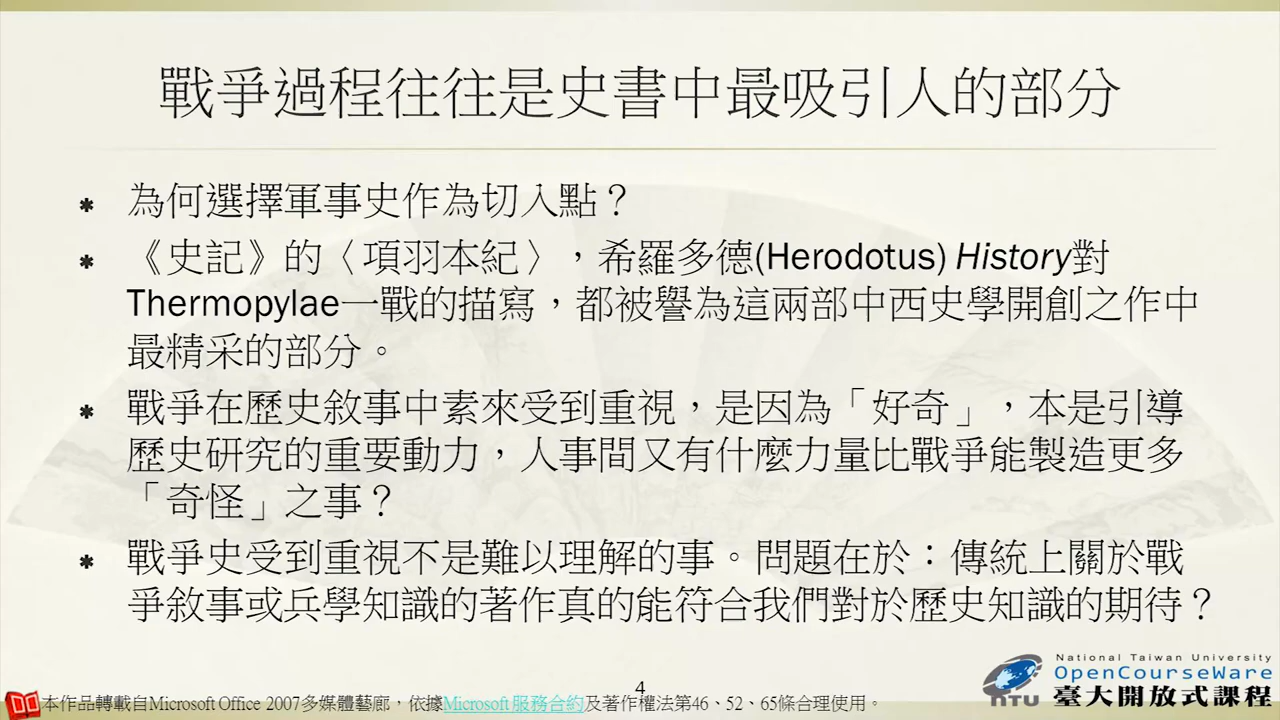 戰爭過程往往是史書中最吸引人的部分
* 為何選擇軍事史作為切入點？
* 《史記》的〈項羽本紀〉，希羅多德(Herodotus) History對
Thermopylae一戰的描寫，都被譽為這兩部中西史學開創之作中
最精采的部分。
* 戰爭在歷史敘事中素來受到重視，是因為「好奇」，本是引導
歷史研究的重要動力，人事間又有什麼力量比戰爭能製造更多
「奇怪」之事？
* 戰爭史受到重視不是難以理解的事。問題在於：傳統上關於戰
爭敘事或兵學知識的著作真的能符合我們對於歷史知識的期待？
4
本作品轉載自Microsoft Office 2007多媒體藝廊，依據Microsoft 服務合約及著作權法第46、52、65條合理使用。
NTU
National Taiwan University
OpenCourseWare
臺大開放式課程